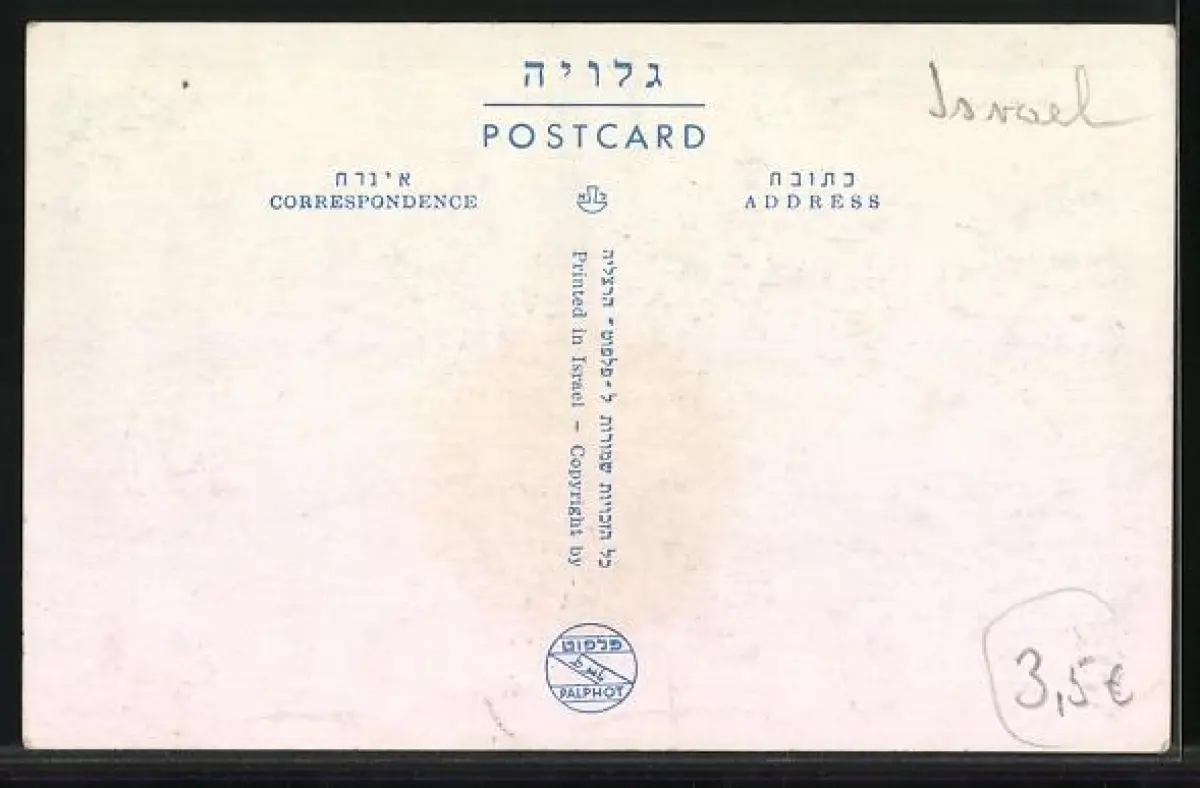 גלויה
POSTCARD
Israel
איגרת
CORRESPONDENCE
כתובת
ADDRESS
כל הזכויות שמורות ל״פלפוט״ הרצליה
Printed in Israel – Copyright by -
פלפוט
PALPHOT
3,5€